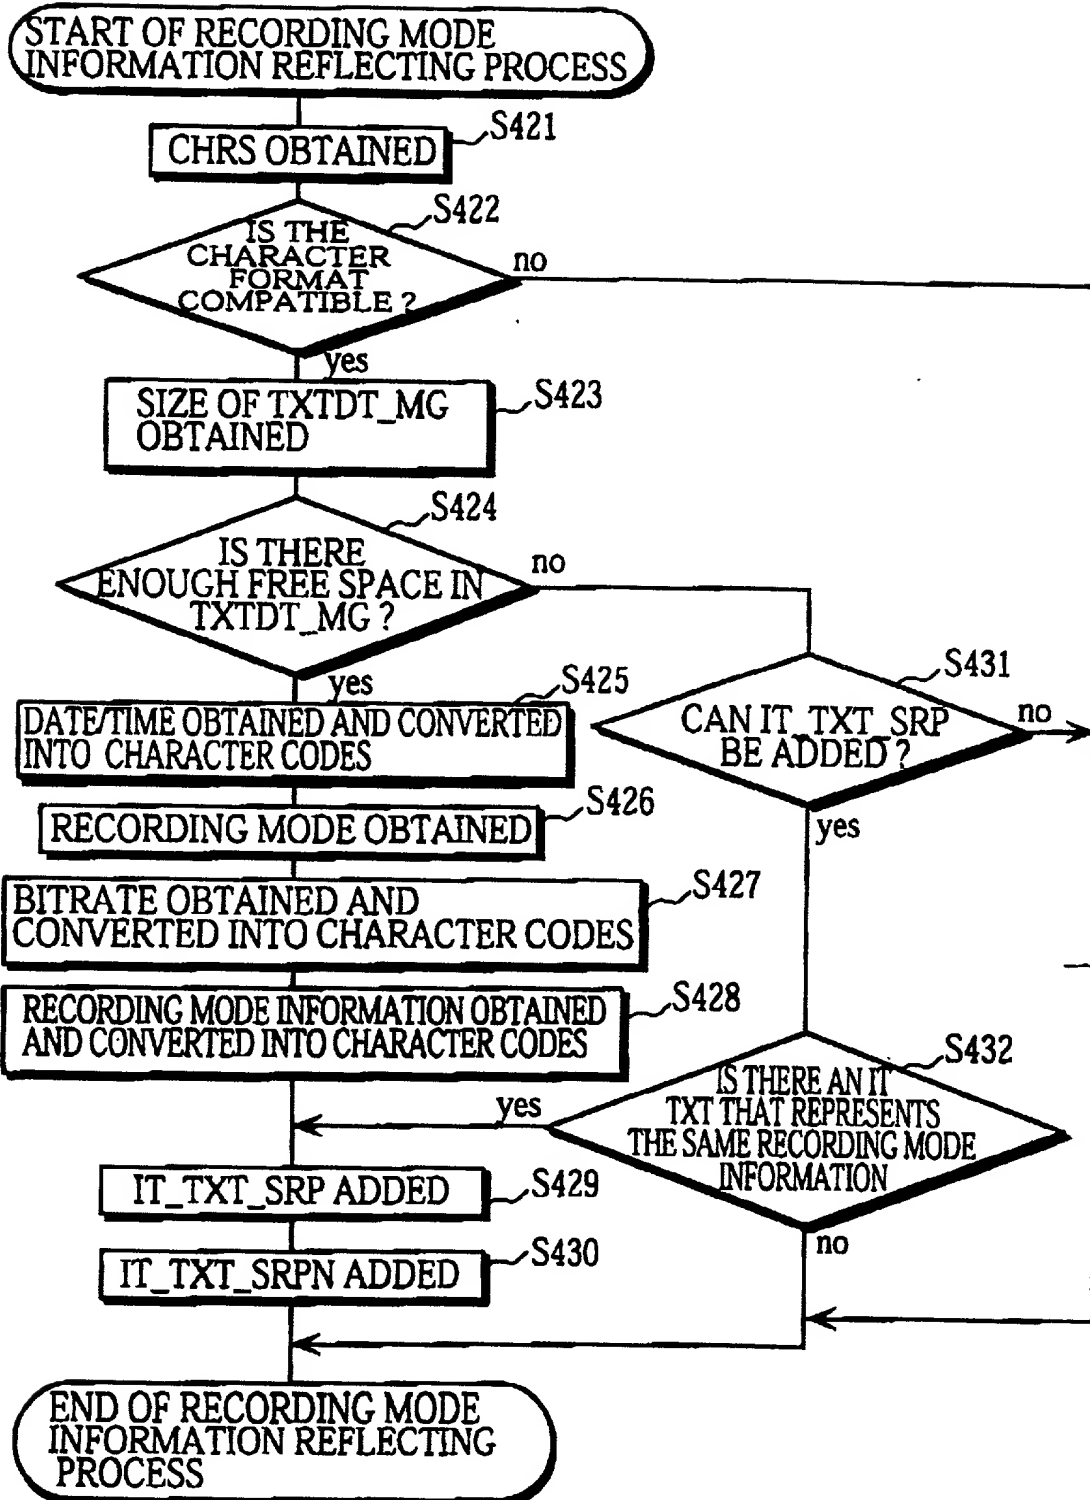 START OF RECORDING MODE
INFORMATION REFLECTING PROCESS
S421
CHRS OBTAINED
S422
IS THE
CHARACTER
FORMAT
COMPATIBLE ?
no
yes
S423
SIZE OF TXTDT_MG
OBTAINED
S424
IS THERE
ENOUGH FREE SPACE IN
TXTDT_MG ?
no
yes
S425
DATE/TIME OBTAINED AND CONVERTED
INTO CHARACTER CODES
S431
CAN IT_TXT_SRP
BE ADDED ?
no
yes
S426
RECORDING MODE OBTAINED
S427
BITRATE OBTAINED AND
CONVERTED INTO CHARACTER CODES
S428
RECORDING MODE INFORMATION OBTAINED
AND CONVERTED INTO CHARACTER CODES
S432
IS THERE AN IT
TXT THAT REPRESENTS
THE SAME RECORDING MODE
INFORMATION
yes
no
S429
IT_TXT_SRP ADDED
S430
IT_TXT_SRPN ADDED
END OF RECORDING MODE
INFORMATION REFLECTING
PROCESS